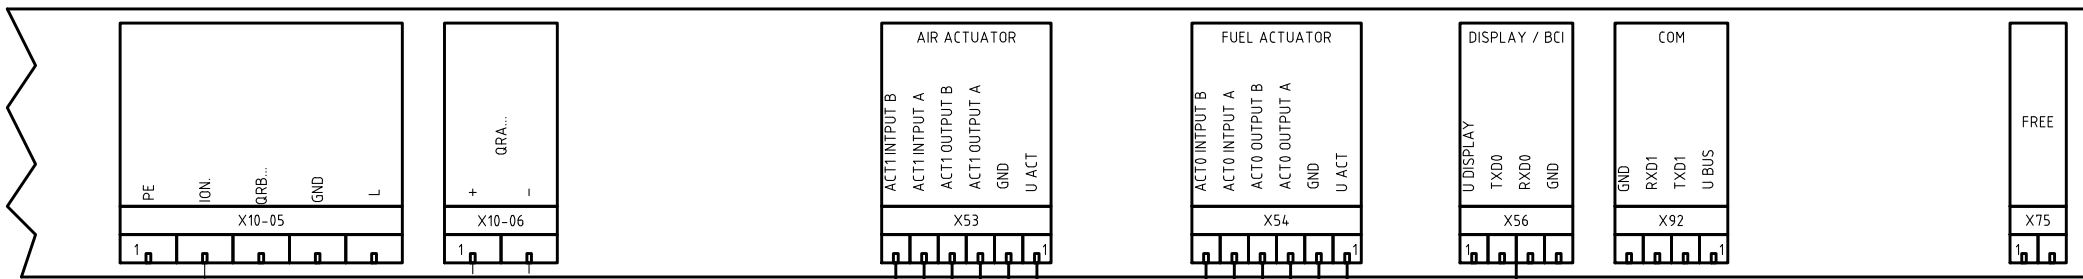 PE
ION.
QRB...
GND
L
X10-05
1
QRA...
+
-
X10-06
1
AIR ACTUATOR
ACT1 INTPUT B
ACT1 INTPUT A
ACT1 OUTPUT B
ACT1 OUTPUT A
GND
U ACT
X53
1
FUEL ACTUATOR
ACT0 INTPUT B
ACT0 INTPUT A
ACT0 OUTPUT B
ACT0 OUTPUT A
GND
U ACT
X54
1
DISPLAY / BCI
U DISPLAY
TXD0
RXD0
GND
X56
1
COM
GND
RXD1
TXD1
U BUS
X92
1
FREE
X75
1